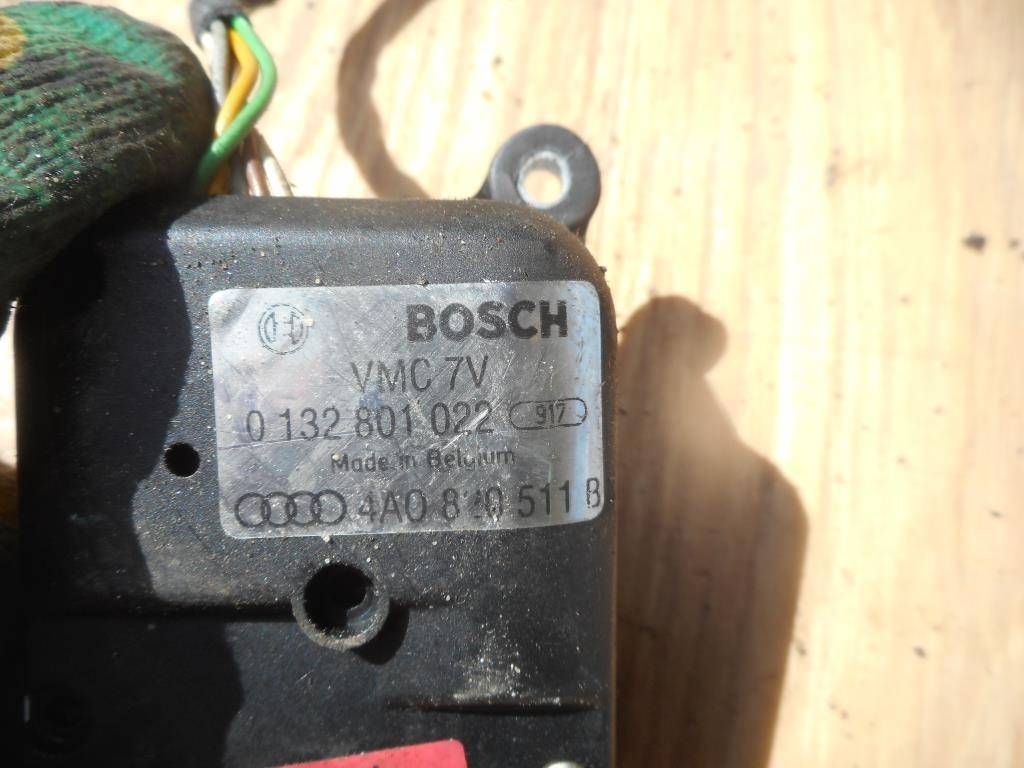 BOSCH
VMC 7V
0 132 801 022 917
Made in Belgium
4A0 820 511 B